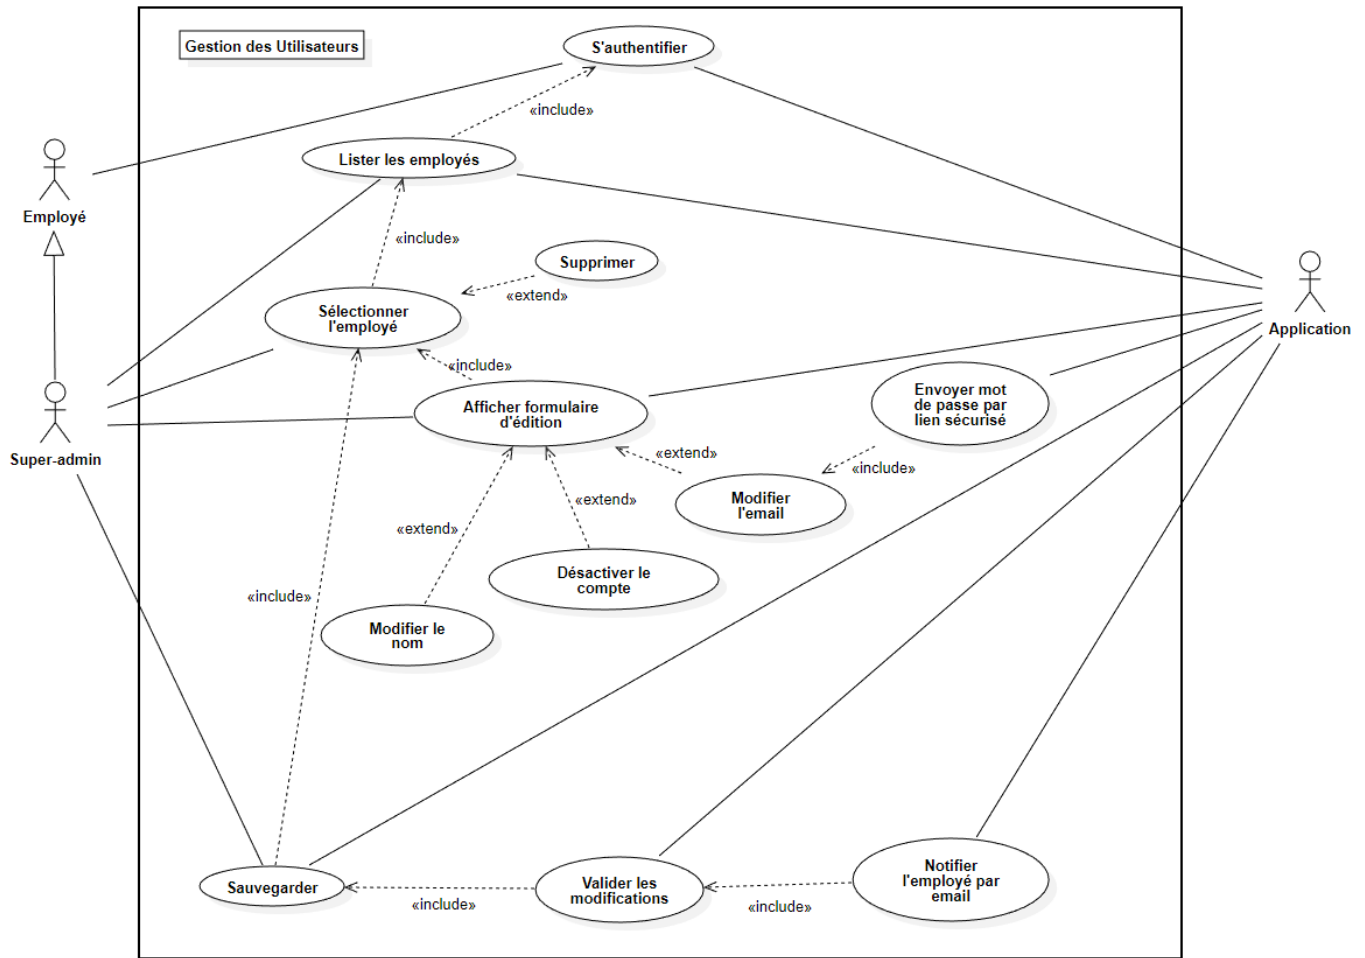 Gestion des Utilisateurs
S'authentifier
«include»
Lister les employés
Employé
«include»
Supprimer
«extend»
Sélectionner
l'employé
Application
«include»
Envoyer mot
de passe par
lien sécurisé
Afficher formulaire
d'édition
Super-admin
«extend»
«include»
Modifier
l'email
«extend»
«extend»
Désactiver le
compte
«include»
Modifier le
nom
Sauvegarder
«include»
Valider les
modifications
«include»
Notifier
l'employé par
email